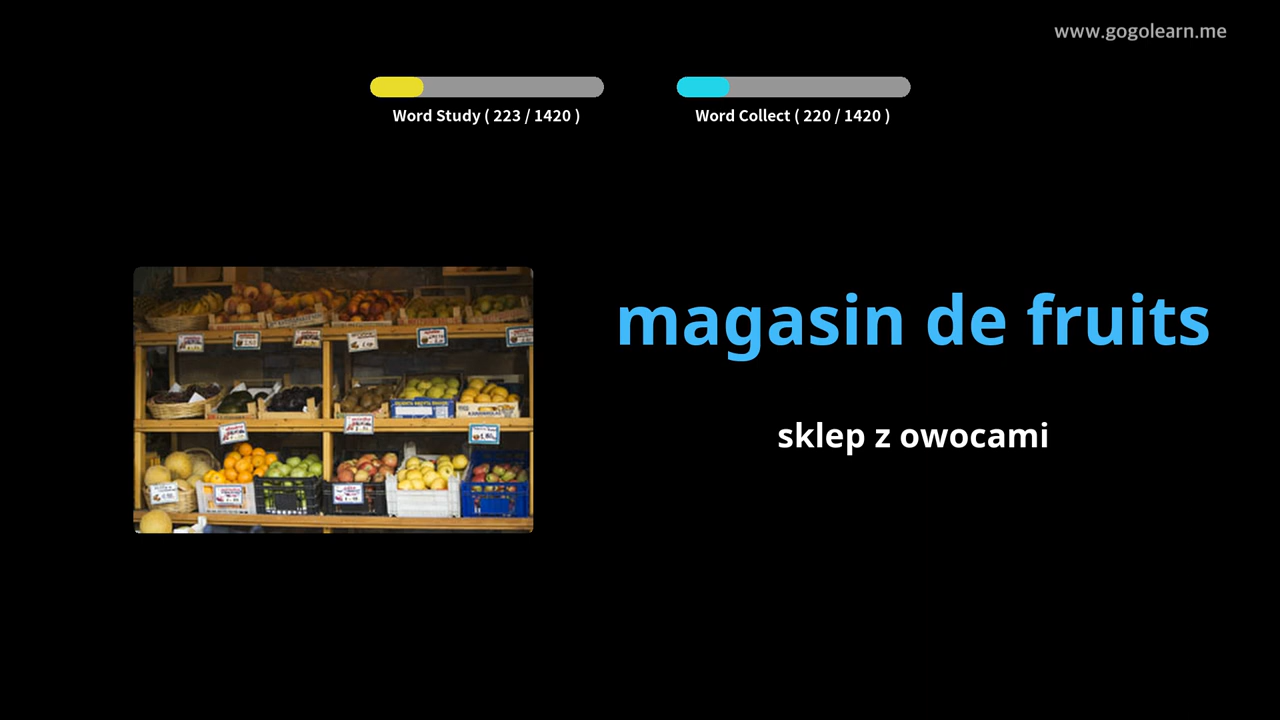 www.gogolearn.me
Word Study ( 223 / 1420 )
Word Collect ( 220 / 1420 )
magasin de fruits
sklep z owocami